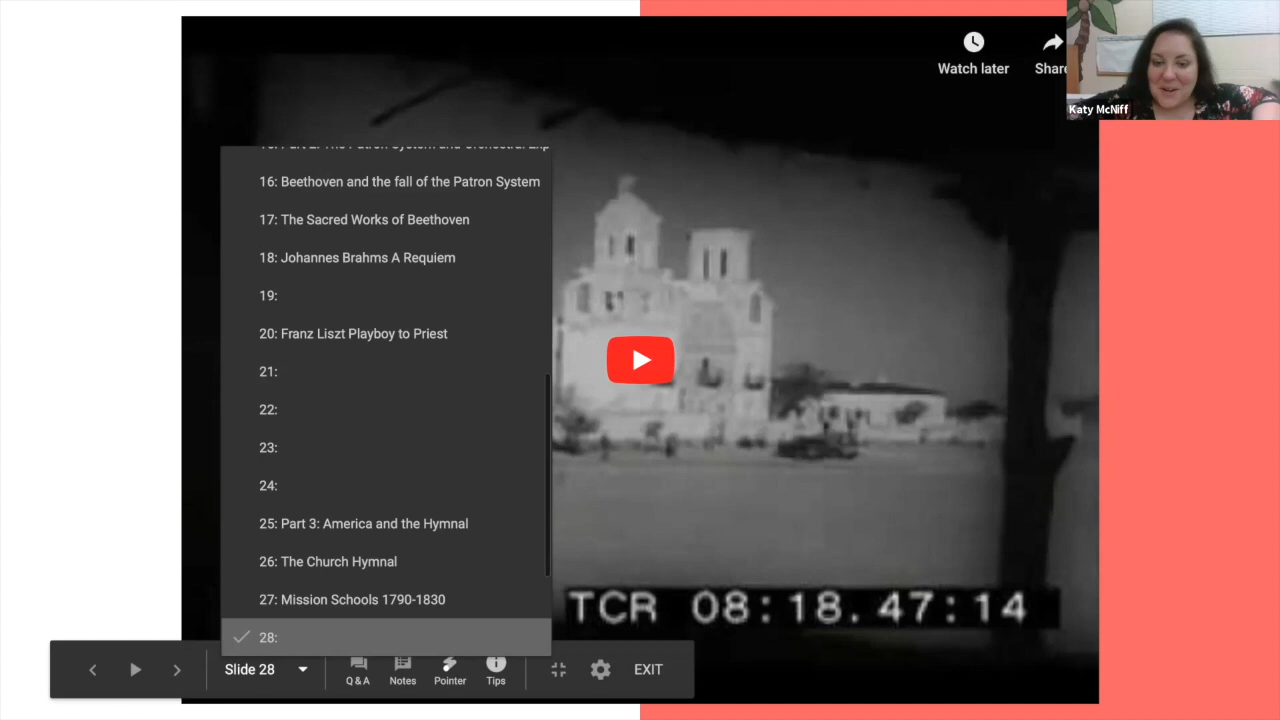 Watch later
Share
Katy McNiff
16: Beethoven and the fall of the Patron System
17: The Sacred Works of Beethoven
18: Johannes Brahms A Requiem
19:
20: Franz Liszt Playboy to Priest
21:
22:
23:
24:
25: Part 3: America and the Hymnal
26: The Church Hymnal
27: Mission Schools 1790-1830
28:
TCR 08:18.47:14
Slide 28
Q & A
Notes
Pointer
Tips
EXIT